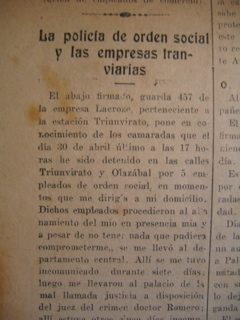 La policía de orden social
y las empresas tran-
viarias
El abajo firmado, guarda 457 de
la empresa Lacroze, perteneciente a
la estación Triunvirato, pone en co-
nocimiento de los camaradas que el
día 30 de abril último a las 17 horas
he sido detenido en las calles
Triunvirato y Olazábal por 5 em-
pleados de orden social, en momen-
tos que me dirigía a mi domicilio.
Dichos empleados procedieron al alla-
namiento del mio en presencia mia y
a pesar de no tener nada que pudiera
comprometerme, se me llevó al de-
partamento central. Allí se me tuvo
incomunicado durante siete días;
luego me llevaron al palacio de la
mal llamada justicia a disposición
del juez del crimen doctor Romero;
allí